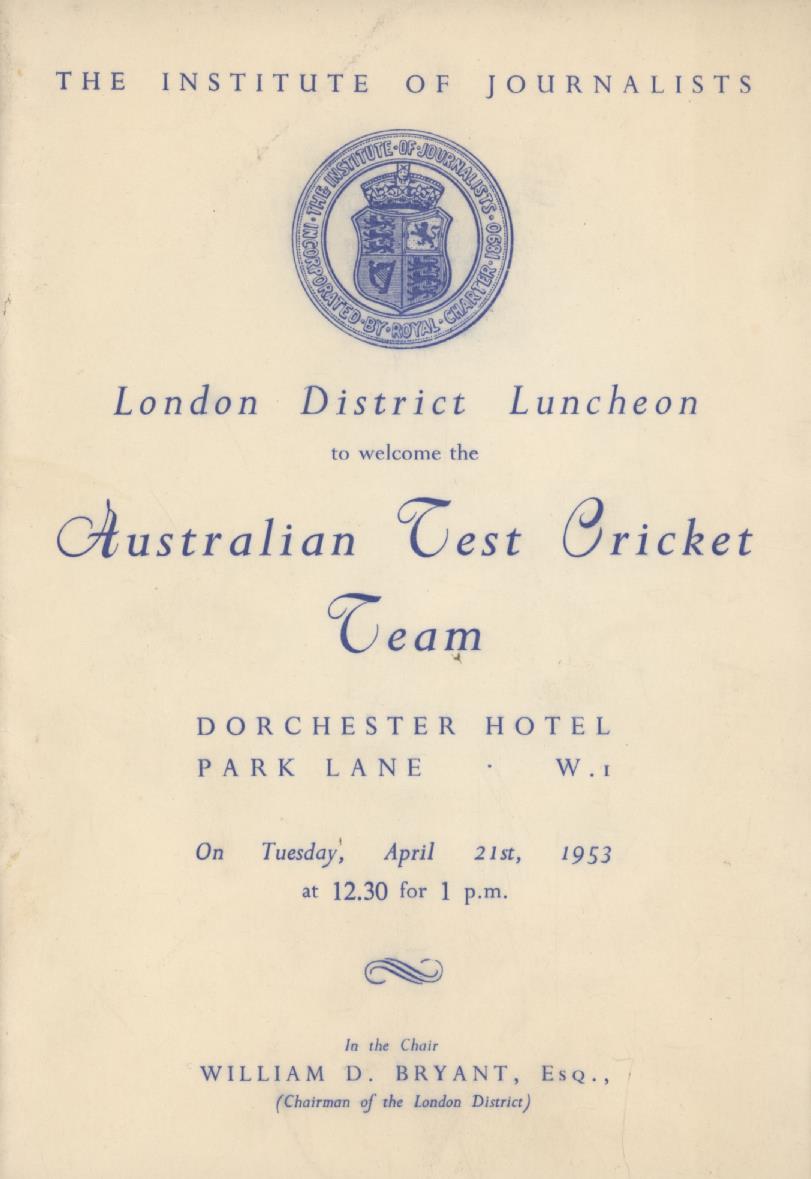 THE INSTITUTE OF JOURNALISTS
·THE·INSTITUTE·OF·JOURNALISTS·
INCORPORATED·BY·ROYAL·CHARTER·1890·
London District Luncheon
to welcome the
Australian Test Cricket
Team
DORCHESTER HOTEL
PARK LANE · W.1
On Tuesday, April 21st, 1953
at 12.30 for 1 p.m.
In the Chair
WILLIAM D. BRYANT, Esq.,
(Chairman of the London District)